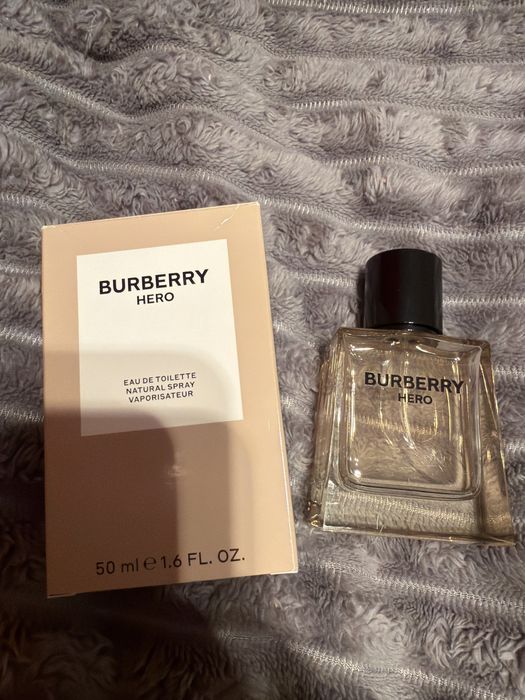 BURBERRY
HERO
EAU DE TOILETTE
NATURAL SPRAY
VAPORISATEUR
50 ml e 1.6 FL. OZ.
BURBERRY
HERO